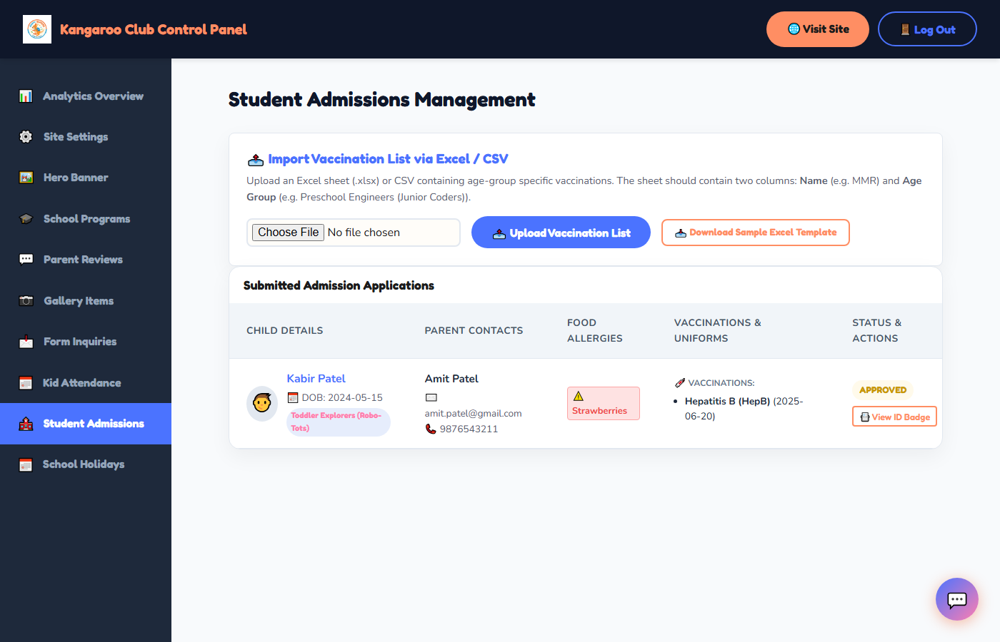 Kangaroo Club Control Panel
Visit Site
Log Out
Analytics Overview
Site Settings
Hero Banner
School Programs
Parent Reviews
Gallery Items
Form Inquiries
Kid Attendance
Student Admissions
School Holidays
Student Admissions Management
Import Vaccination List via Excel / CSV
Upload an Excel sheet (.xlsx) or CSV containing age-group specific vaccinations. The sheet should contain two columns: Name (e.g. MMR) and Age
Group (e.g. Preschool Engineers (Junior Coders)).
Choose File No file chosen
Upload Vaccination List
Download Sample Excel Template
Submitted Admission Applications
CHILD DETAILS
PARENT CONTACTS
FOOD
ALLERGIES
VACCINATIONS &
UNIFORMS
STATUS &
ACTIONS
Kabir Patel
DOB: 2024-05-15
Toddler Explorers (Robo-
Tots)
Amit Patel
amit.patel@gmail.com
9876543211
Strawberries
VACCINATIONS:
Hepatitis B (HepB) (2025-
06-20)
APPROVED
View ID Badge